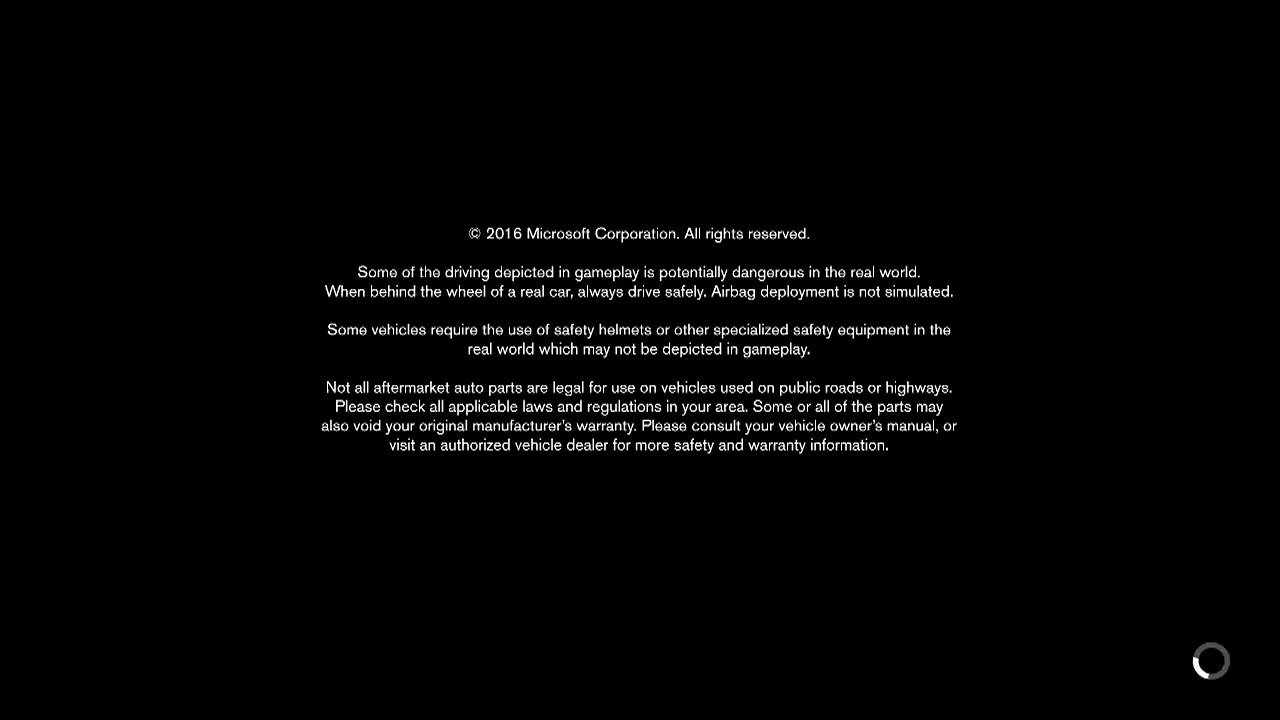 © 2016 Microsoft Corporation. All rights reserved.
Some of the driving depicted in gameplay is potentially dangerous in the real world.
When behind the wheel of a real car, always drive safely. Airbag deployment is not simulated.
Some vehicles require the use of safety helmets or other specialized safety equipment in the
real world which may not be depicted in gameplay.
Not all aftermarket auto parts are legal for use on vehicles used on public roads or highways.
Please check all applicable laws and regulations in your area. Some or all of the parts may
also void your original manufacturer's warranty. Please consult your vehicle owner's manual, or
visit an authorized vehicle dealer for more safety and warranty information.